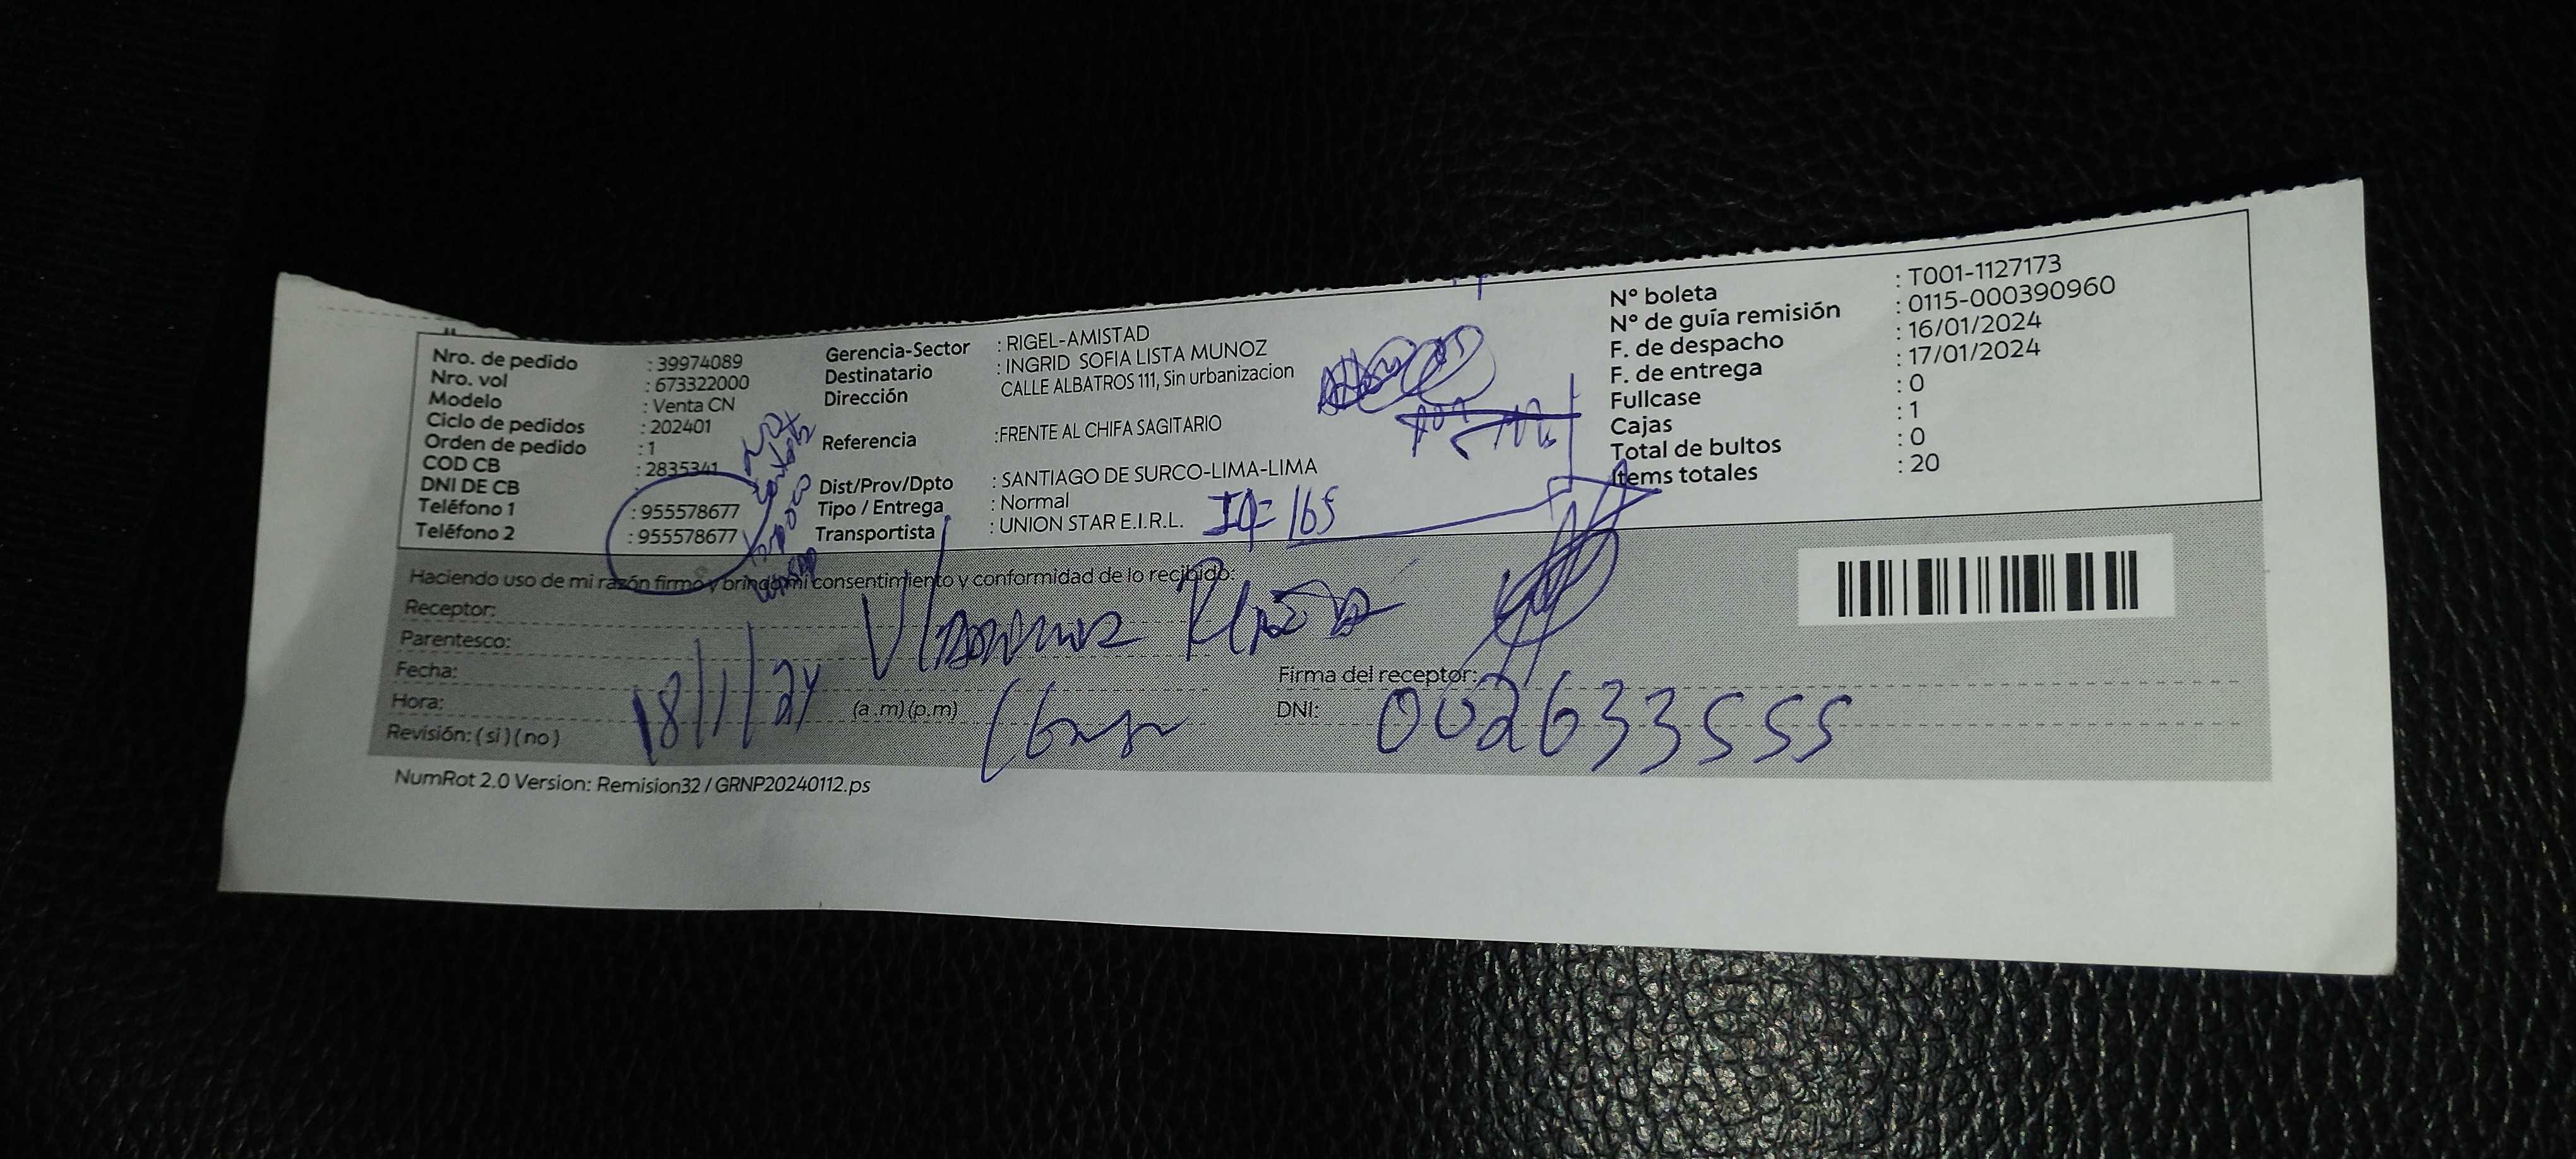 Nro. de pedido : 39974089
Nro. vol : 673322000
Modelo : Venta CN
Ciclo de pedidos : 202401
Orden de pedido : 1
COD CB : 2835341
DNI DE CB :
Teléfono 1 : 955578677
Teléfono 2 : 955578677
Gerencia-Sector : RIGEL-AMISTAD
Destinatario : INGRID SOFIA LISTA MUNOZ
Dirección CALLE ALBATROS 111, Sin urbanizacion
Referencia :FRENTE AL CHIFA SAGITARIO
Dist/Prov/Dpto : SANTIAGO DE SURCO-LIMA-LIMA
Tipo / Entrega : Normal
Transportista : UNION STAR E.I.R.L.
165
Nº boleta : T001-1127173
Nº de guía remisión : 0115-000390960
F. de despacho : 16/01/2024
F. de entrega : 17/01/2024
Fullcase : 0
Cajas : 1
Total de bultos : 0
Items totales : 20
Haciendo uso de mi razón firmo y brindo mi consentimiento y conformidad de lo recibido:
Receptor:
Parentesco:
Fecha: 18/1/24
Hora: (a.m) (p.m)
Revisión: ( si ) ( no )
Firma del receptor:
DNI: 002633555
NumRot 2.0 Version: Remision32 / GRNP20240112.ps